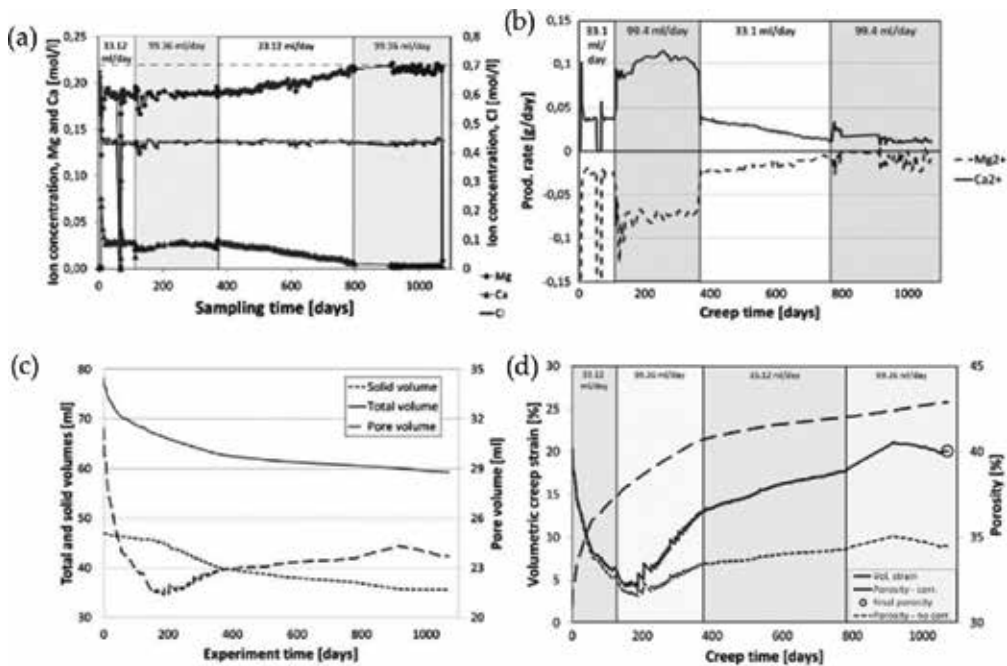 (a)
33.12 ml/day
99.36 ml/day
23.12 ml/day
99.36 ml/day
0,25
0,20
0,15
0,10
0,05
0,00
Ion concentration, Mg and Ca [mol/l]
0,8
0,7
0,6
0,5
0,4
0,3
0,2
0,1
0
Ion concentration, Cl [mol/l]
0 200 400 600 800 1000
Sampling time [days]
Mg
Ca
Cl
(b)
33.1 ml/day
99.4 ml/day
33.1 ml/day
99.4 ml/day
0,15
0,1
0,05
0
-0,05
-0,1
-0,15
Prod. rate [g/day]
0 200 400 600 800 1000
Creep time [days]
Mg2+
Ca2+
(c)
80
70
60
50
40
30
Total and solid volumes [ml]
Solid volume
Total volume
Pore volume
35
32
29
26
23
20
Pore volume [ml]
0 200 400 600 800 1000
Experiment time [days]
(d)
33.12 ml/day
99.36 ml/day
23.12 ml/day
99.36 ml/day
30
25
20
15
10
5
0
Volumetric creep strain [%]
45
40
35
30
Porosity [%]
Vol. strain
Porosity - corr.
Final porosity
Porosity - no corr.
0 200 400 600 800 1000
Creep time [days]